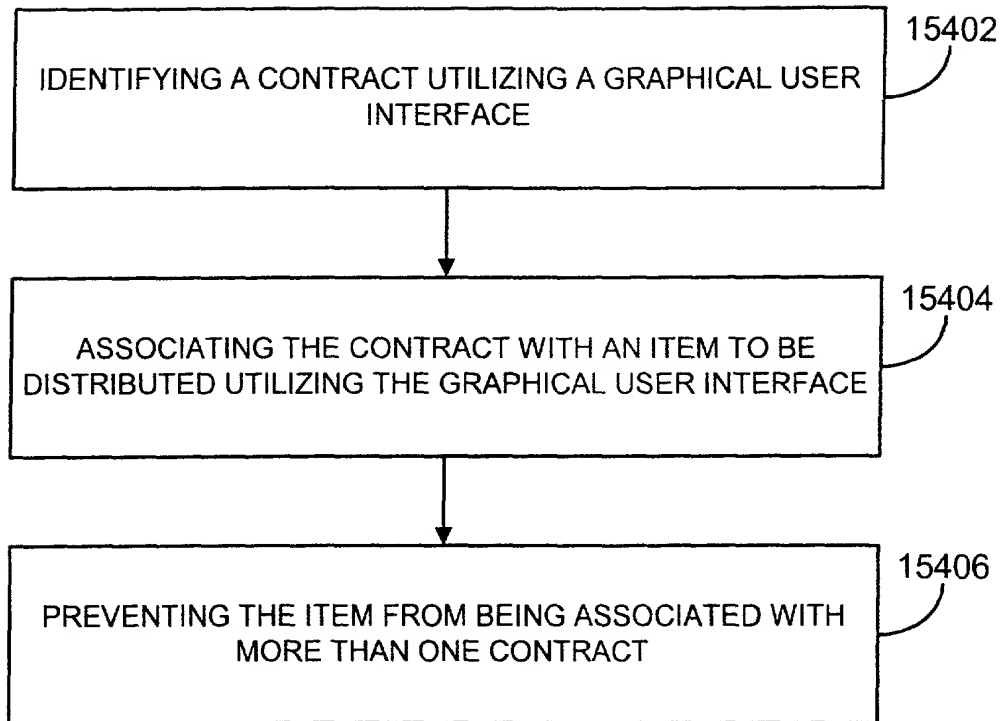 15402
IDENTIFYING A CONTRACT UTILIZING A GRAPHICAL USER
INTERFACE
15404
ASSOCIATING THE CONTRACT WITH AN ITEM TO BE
DISTRIBUTED UTILIZING THE GRAPHICAL USER INTERFACE
15406
PREVENTING THE ITEM FROM BEING ASSOCIATED WITH
MORE THAN ONE CONTRACT